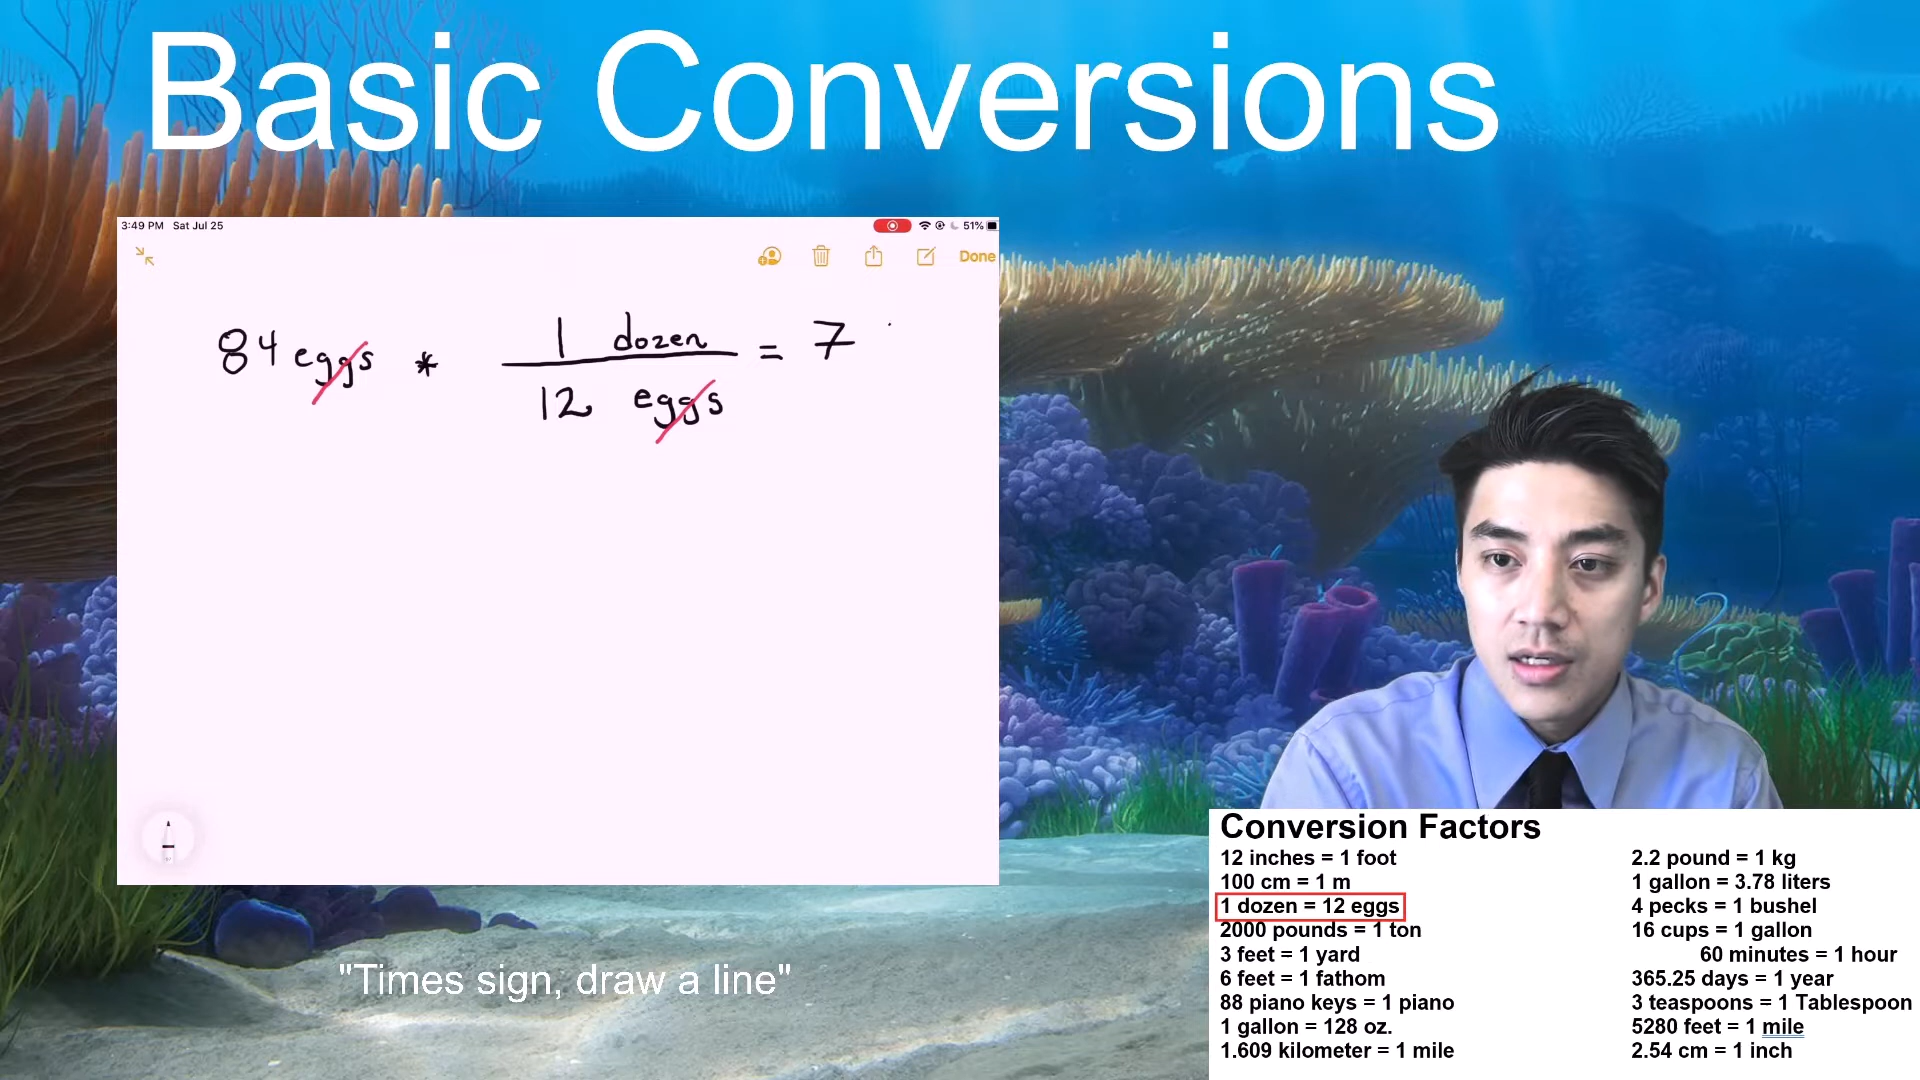 Basic Conversions
3:49 PM Sat Jul 25
51%
Done
84 eggs * 1 dozen = 7
12 eggs
"Times sign, draw a line"
Conversion Factors
12 inches = 1 foot
100 cm = 1 m
1 dozen = 12 eggs
2000 pounds = 1 ton
3 feet = 1 yard
6 feet = 1 fathom
88 piano keys = 1 piano
1 gallon = 128 oz.
1.609 kilometer = 1 mile
2.2 pound = 1 kg
1 gallon = 3.78 liters
4 pecks = 1 bushel
16 cups = 1 gallon
60 minutes = 1 hour
365.25 days = 1 year
3 teaspoons = 1 Tablespoon
5280 feet = 1 mile
2.54 cm = 1 inch